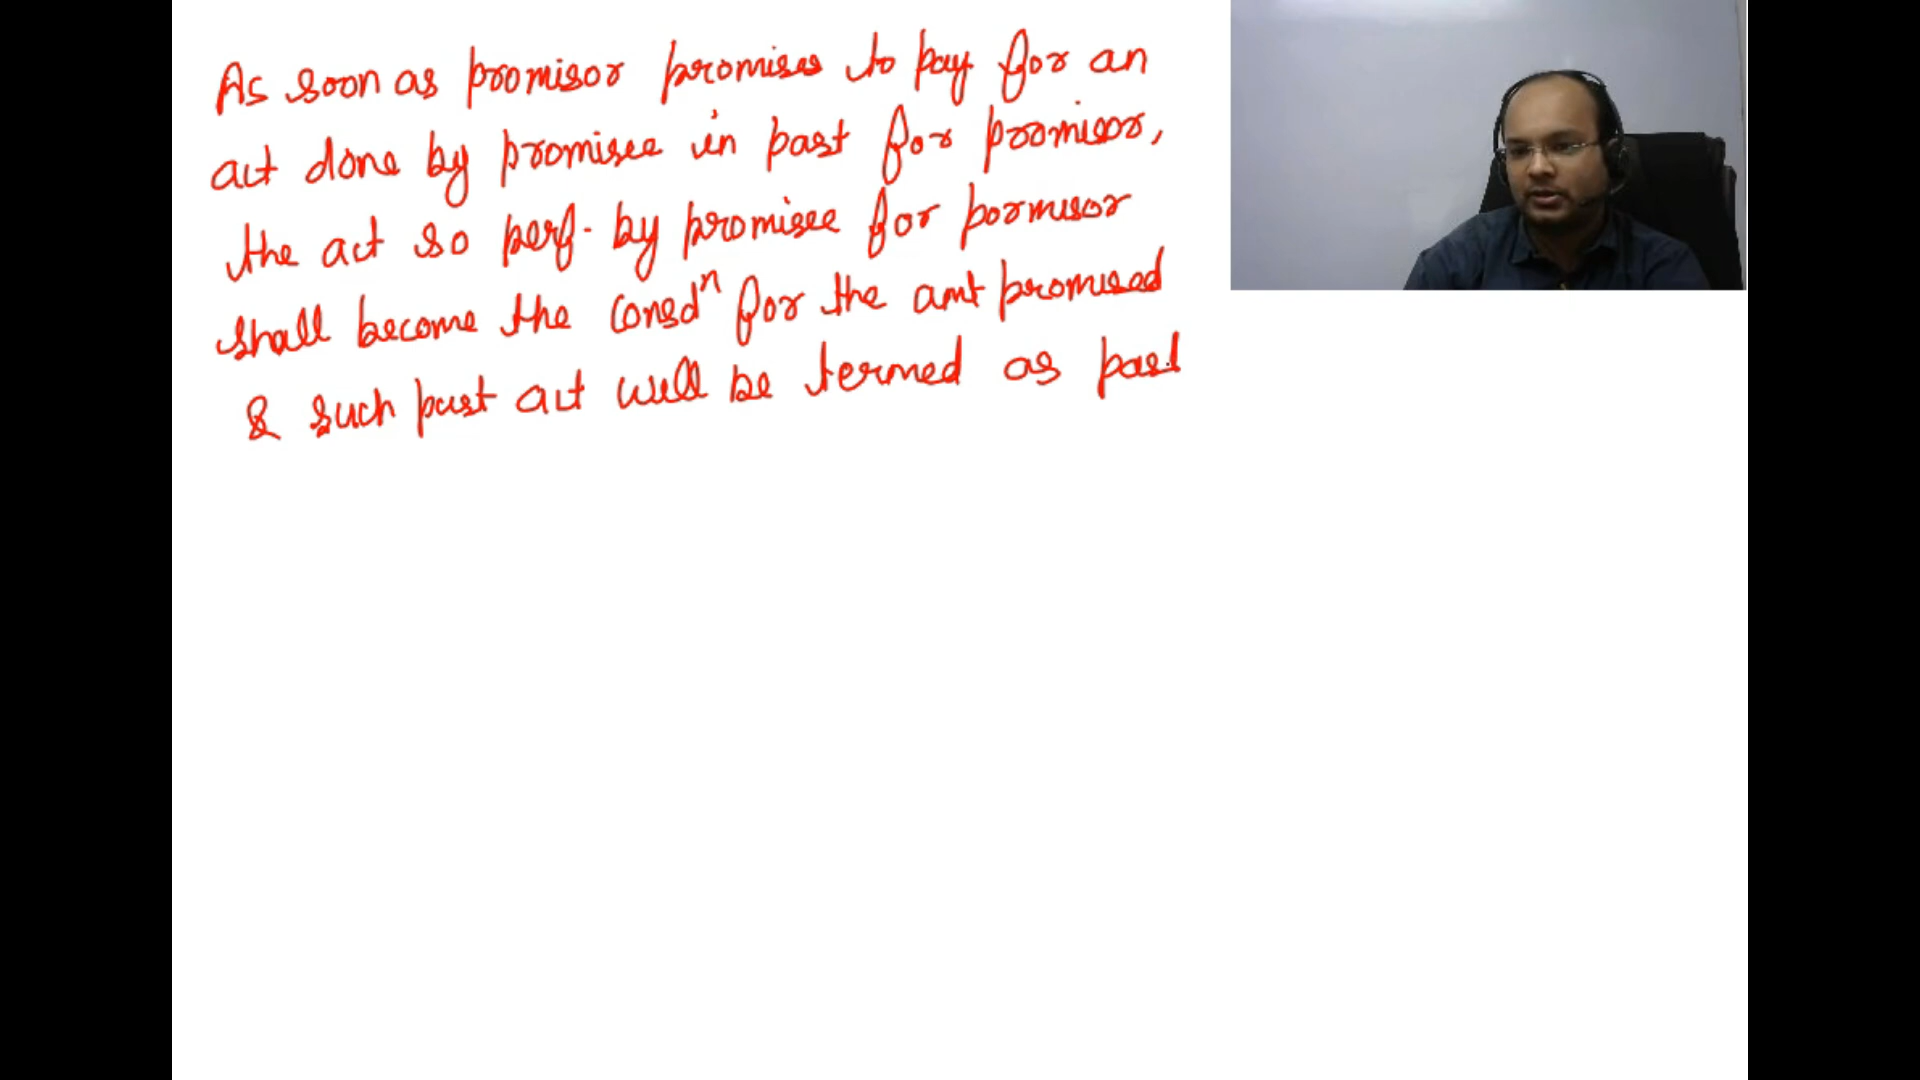 As soon as promisor promises to pay for an
act done by promisee in past for promisor,
the act so perf. by promisee for pormisor
shall become the consdⁿ for the amt promised
& such past act will be termed as past